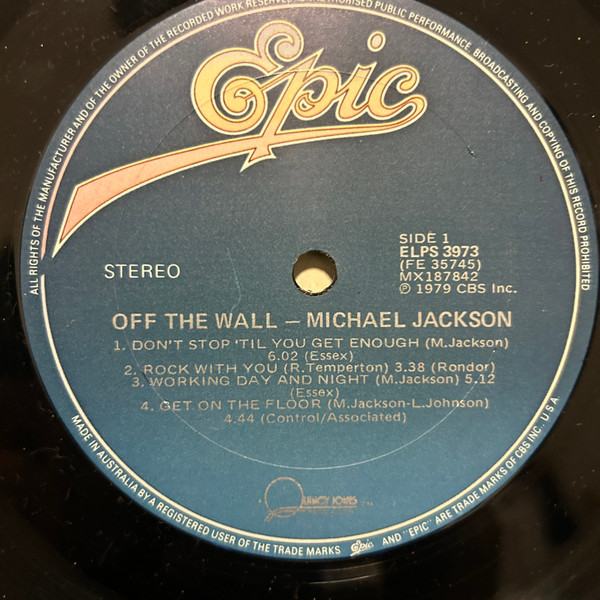 ALL RIGHTS OF THE MANUFACTURER AND OF THE OWNER OF THE RECORDED WORK RESERVED. UNAUTHORISED PUBLIC PERFORMANCE, BROADCASTING AND COPYING OF THIS RECORD PROHIBITED
Epic
STEREO
SIDE 1
ELPS 3973
(FE 35745)
MX187842
℗ 1979 CBS Inc.
OFF THE WALL – MICHAEL JACKSON
1. DON'T STOP 'TIL YOU GET ENOUGH (M.Jackson)
6.02 (Essex)
2. ROCK WITH YOU (R.Temperton) 3.38 (Rondor)
3. WORKING DAY AND NIGHT (M.Jackson) 5.12
(Essex)
4. GET ON THE FLOOR (M.Jackson-L.Johnson)
4.44 (Control/Associated)
QUINCY JONES
MADE IN AUSTRALIA BY A REGISTERED USER OF THE TRADE MARKS Epic AND "EPIC" ARE TRADE MARKS OF CBS INC., U.S.A.